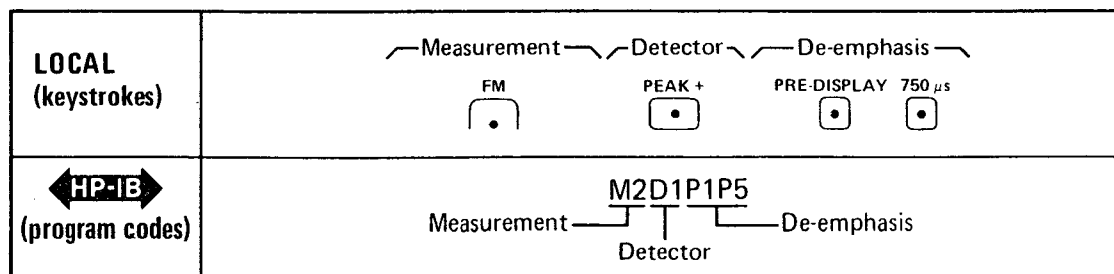 LOCAL
(keystrokes)
Measurement Detector De-emphasis
FM PEAK + PRE-DISPLAY 750 μs
HP-IB
(program codes)
M2D1P1P5
Measurement De-emphasis
Detector